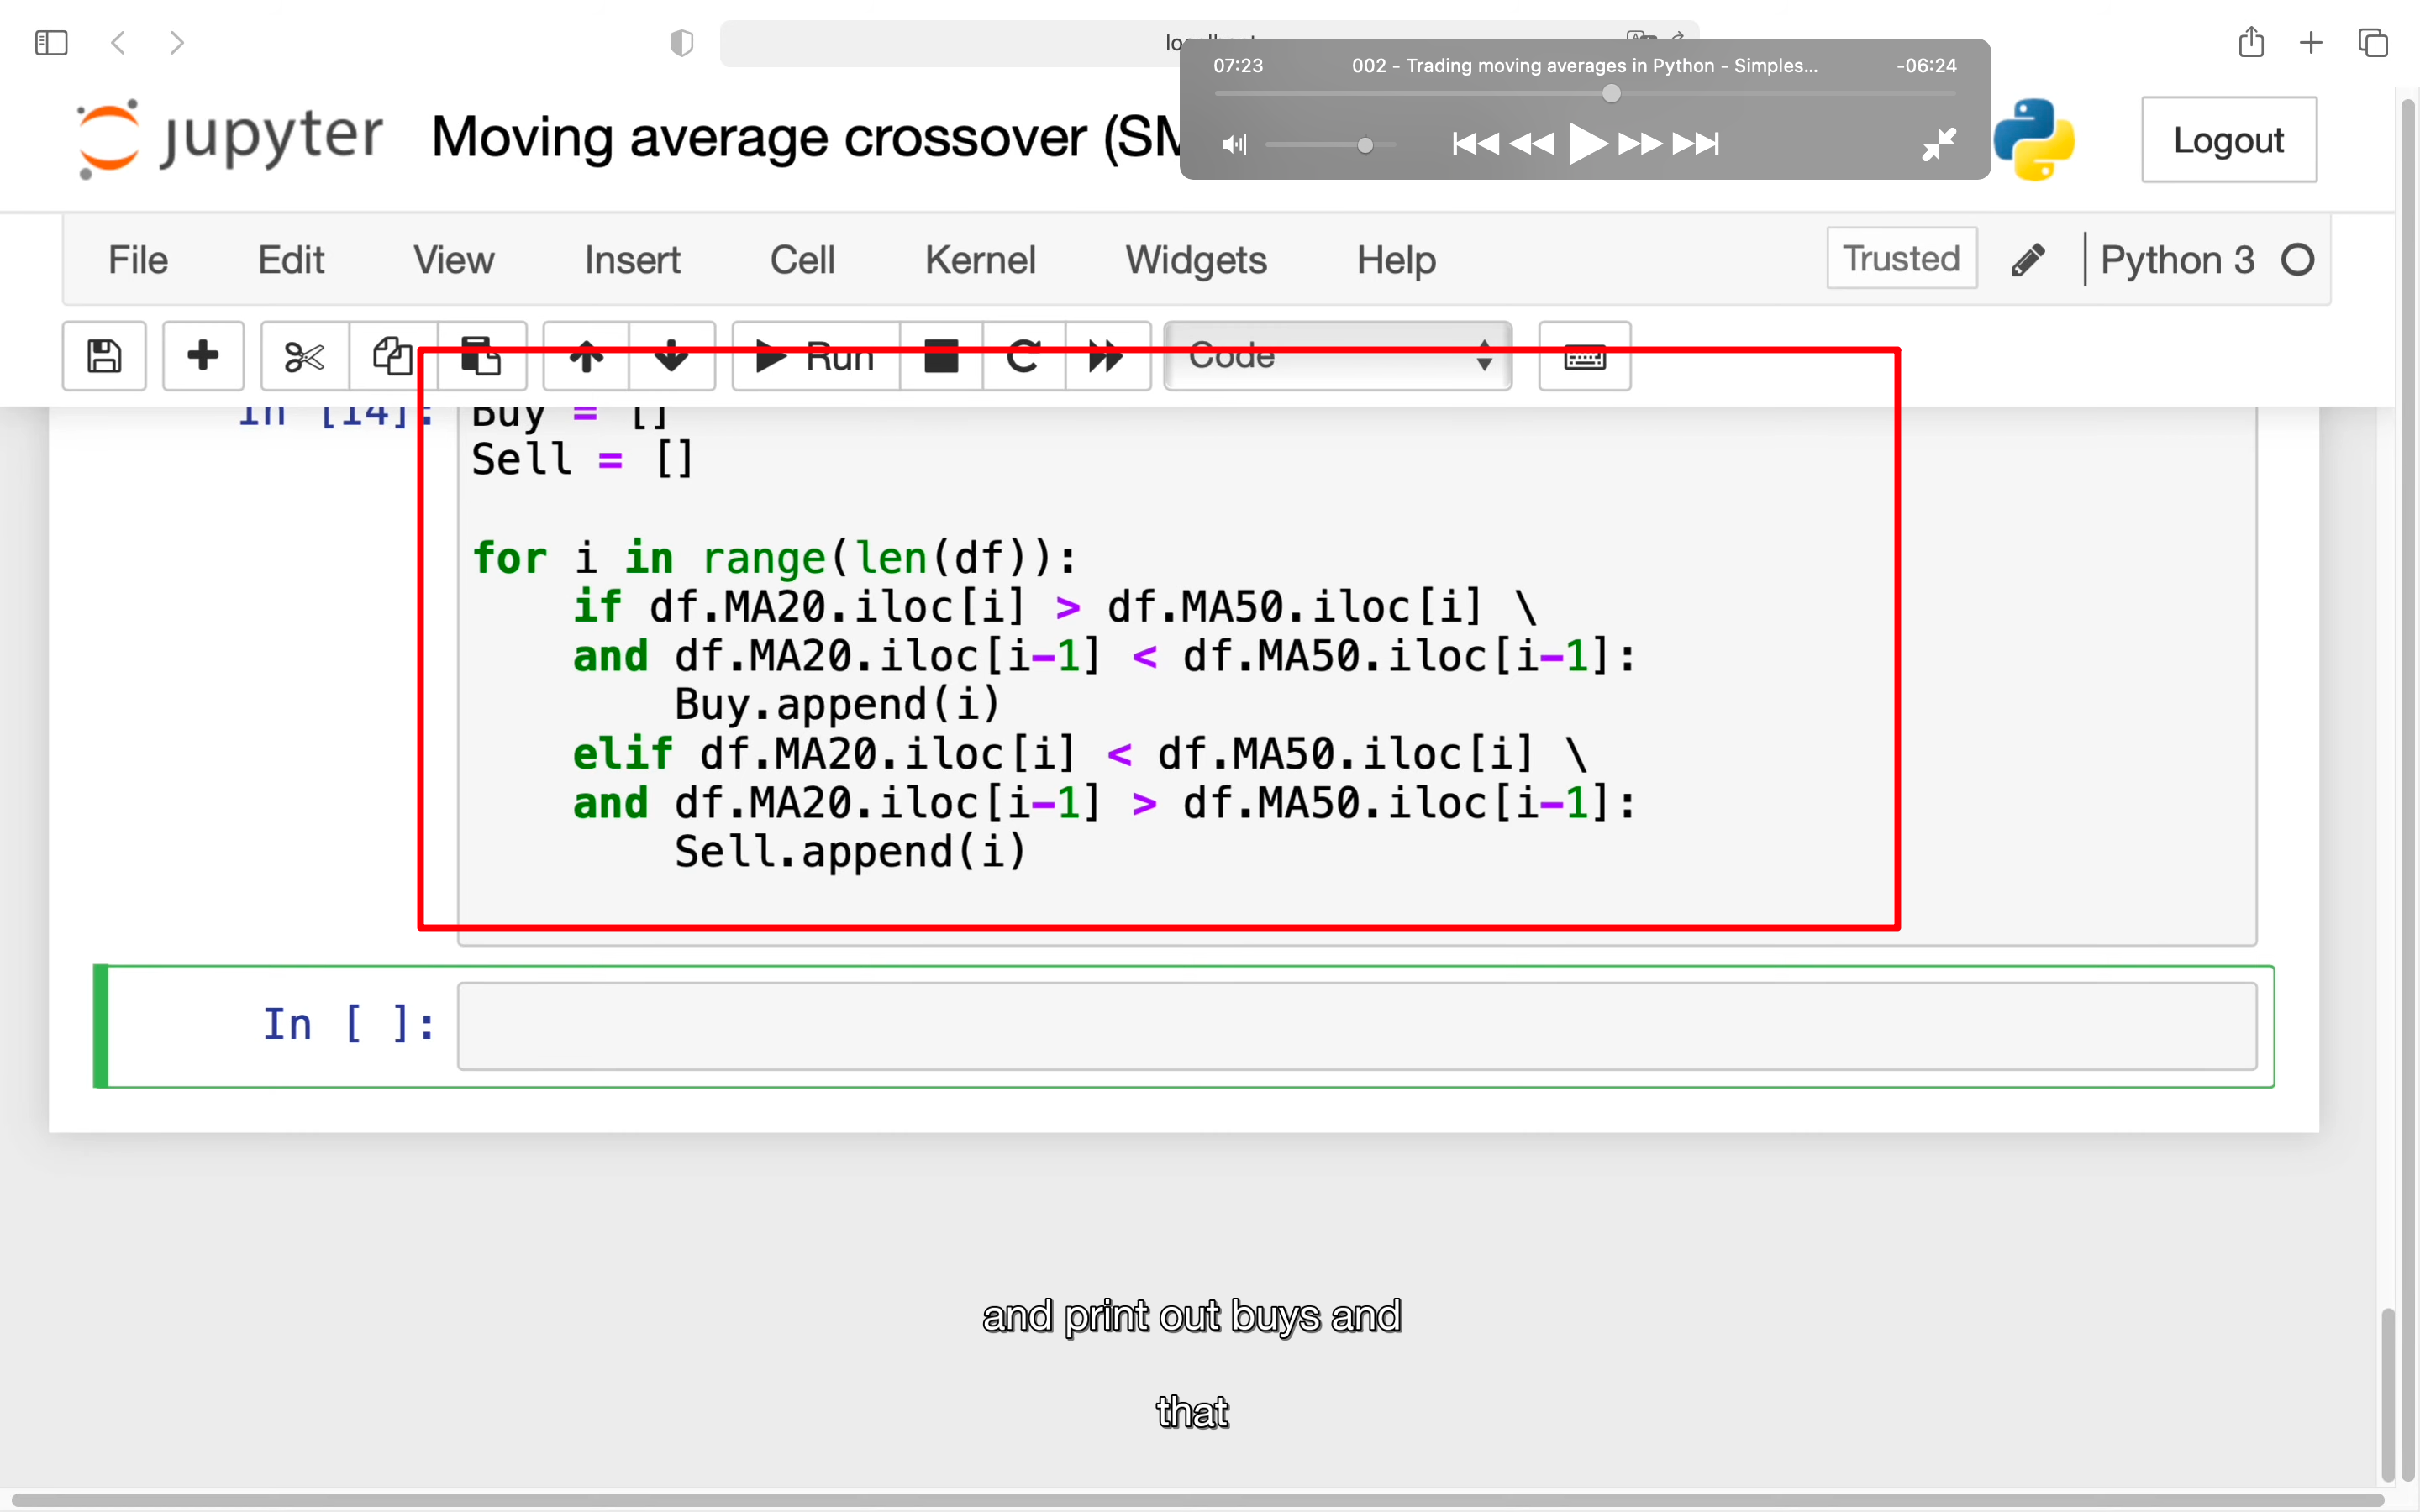 07:23 002 - Trading moving averages in Python - Simples... -06:24
jupyter Moving average crossover (SM
Logout
File Edit View Insert Cell Kernel Widgets Help Trusted Python 3
Run Code
In [14]: Buy = []
Sell = []
for i in range(len(df)):
if df.MA20.iloc[i] > df.MA50.iloc[i] \
and df.MA20.iloc[i-1] < df.MA50.iloc[i-1]:
Buy.append(i)
elif df.MA20.iloc[i] < df.MA50.iloc[i] \
and df.MA20.iloc[i-1] > df.MA50.iloc[i-1]:
Sell.append(i)
In [ ]:
and print out buys and
that